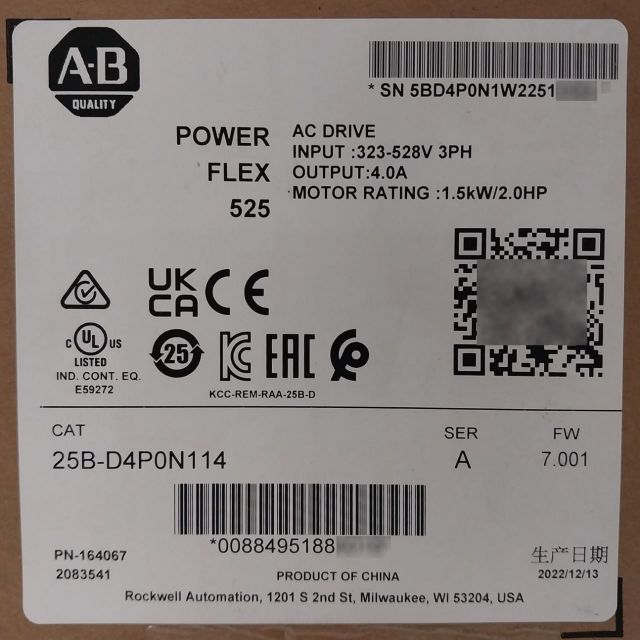 A-B
QUALITY
* SN 5BD4P0N1W2251
POWER
FLEX
525
AC DRIVE
INPUT :323-528V 3PH
OUTPUT:4.0A
MOTOR RATING :1.5kW/2.0HP
UK
CA
CE
C UL US
LISTED
IND. CONT. EQ.
E59272
25
EAC
KCC-REM-RAA-25B-D
CAT
25B-D4P0N114
SER
A
FW
7.001
*0088495188
PN-164067
2083541
PRODUCT OF CHINA
生产日期
2022/12/13
Rockwell Automation, 1201 S 2nd St, Milwaukee, WI 53204, USA